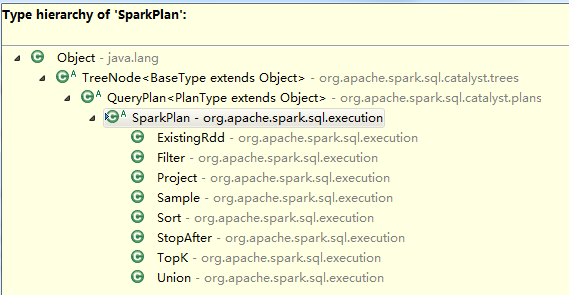 Type hierarchy of 'SparkPlan':
Object - java.lang
TreeNode<BaseType extends Object> - org.apache.spark.sql.catalyst.trees
QueryPlan<PlanType extends Object> - org.apache.spark.sql.catalyst.plans
SparkPlan - org.apache.spark.sql.execution
ExistingRdd - org.apache.spark.sql.execution
Filter - org.apache.spark.sql.execution
Project - org.apache.spark.sql.execution
Sample - org.apache.spark.sql.execution
Sort - org.apache.spark.sql.execution
StopAfter - org.apache.spark.sql.execution
TopK - org.apache.spark.sql.execution
Union - org.apache.spark.sql.execution